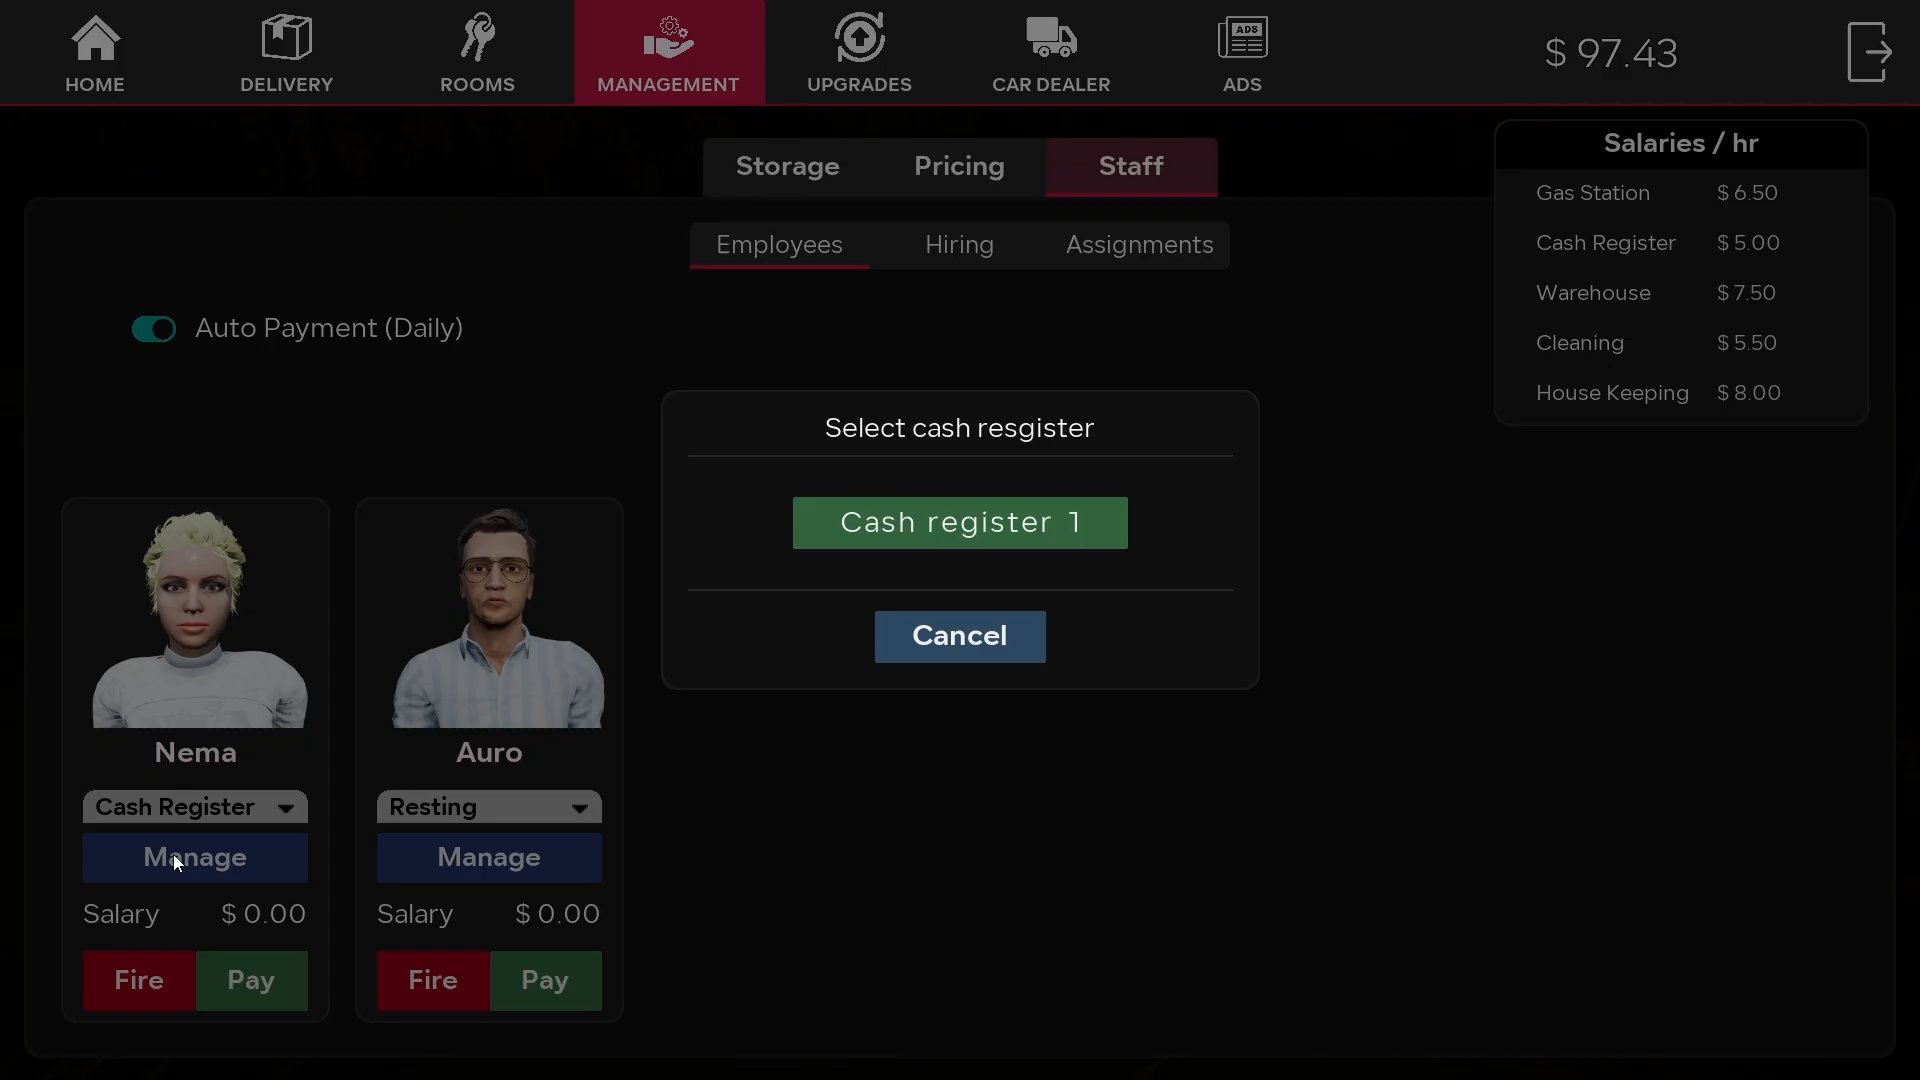 HOME
DELIVERY
ROOMS
MANAGEMENT
UPGRADES
CAR DEALER
ADS
ADS
$ 97.43
Storage
Pricing
Staff
Salaries / hr
Gas Station $ 6.50
Cash Register $ 5.00
Warehouse $ 7.50
Cleaning $ 5.50
House Keeping $ 8.00
Employees
Hiring
Assignments
Auto Payment (Daily)
Select cash resgister
Cash register 1
Cancel
Nema
Cash Register
Manage
Salary $ 0.00
Fire
Pay
Auro
Resting
Manage
Salary $ 0.00
Fire
Pay